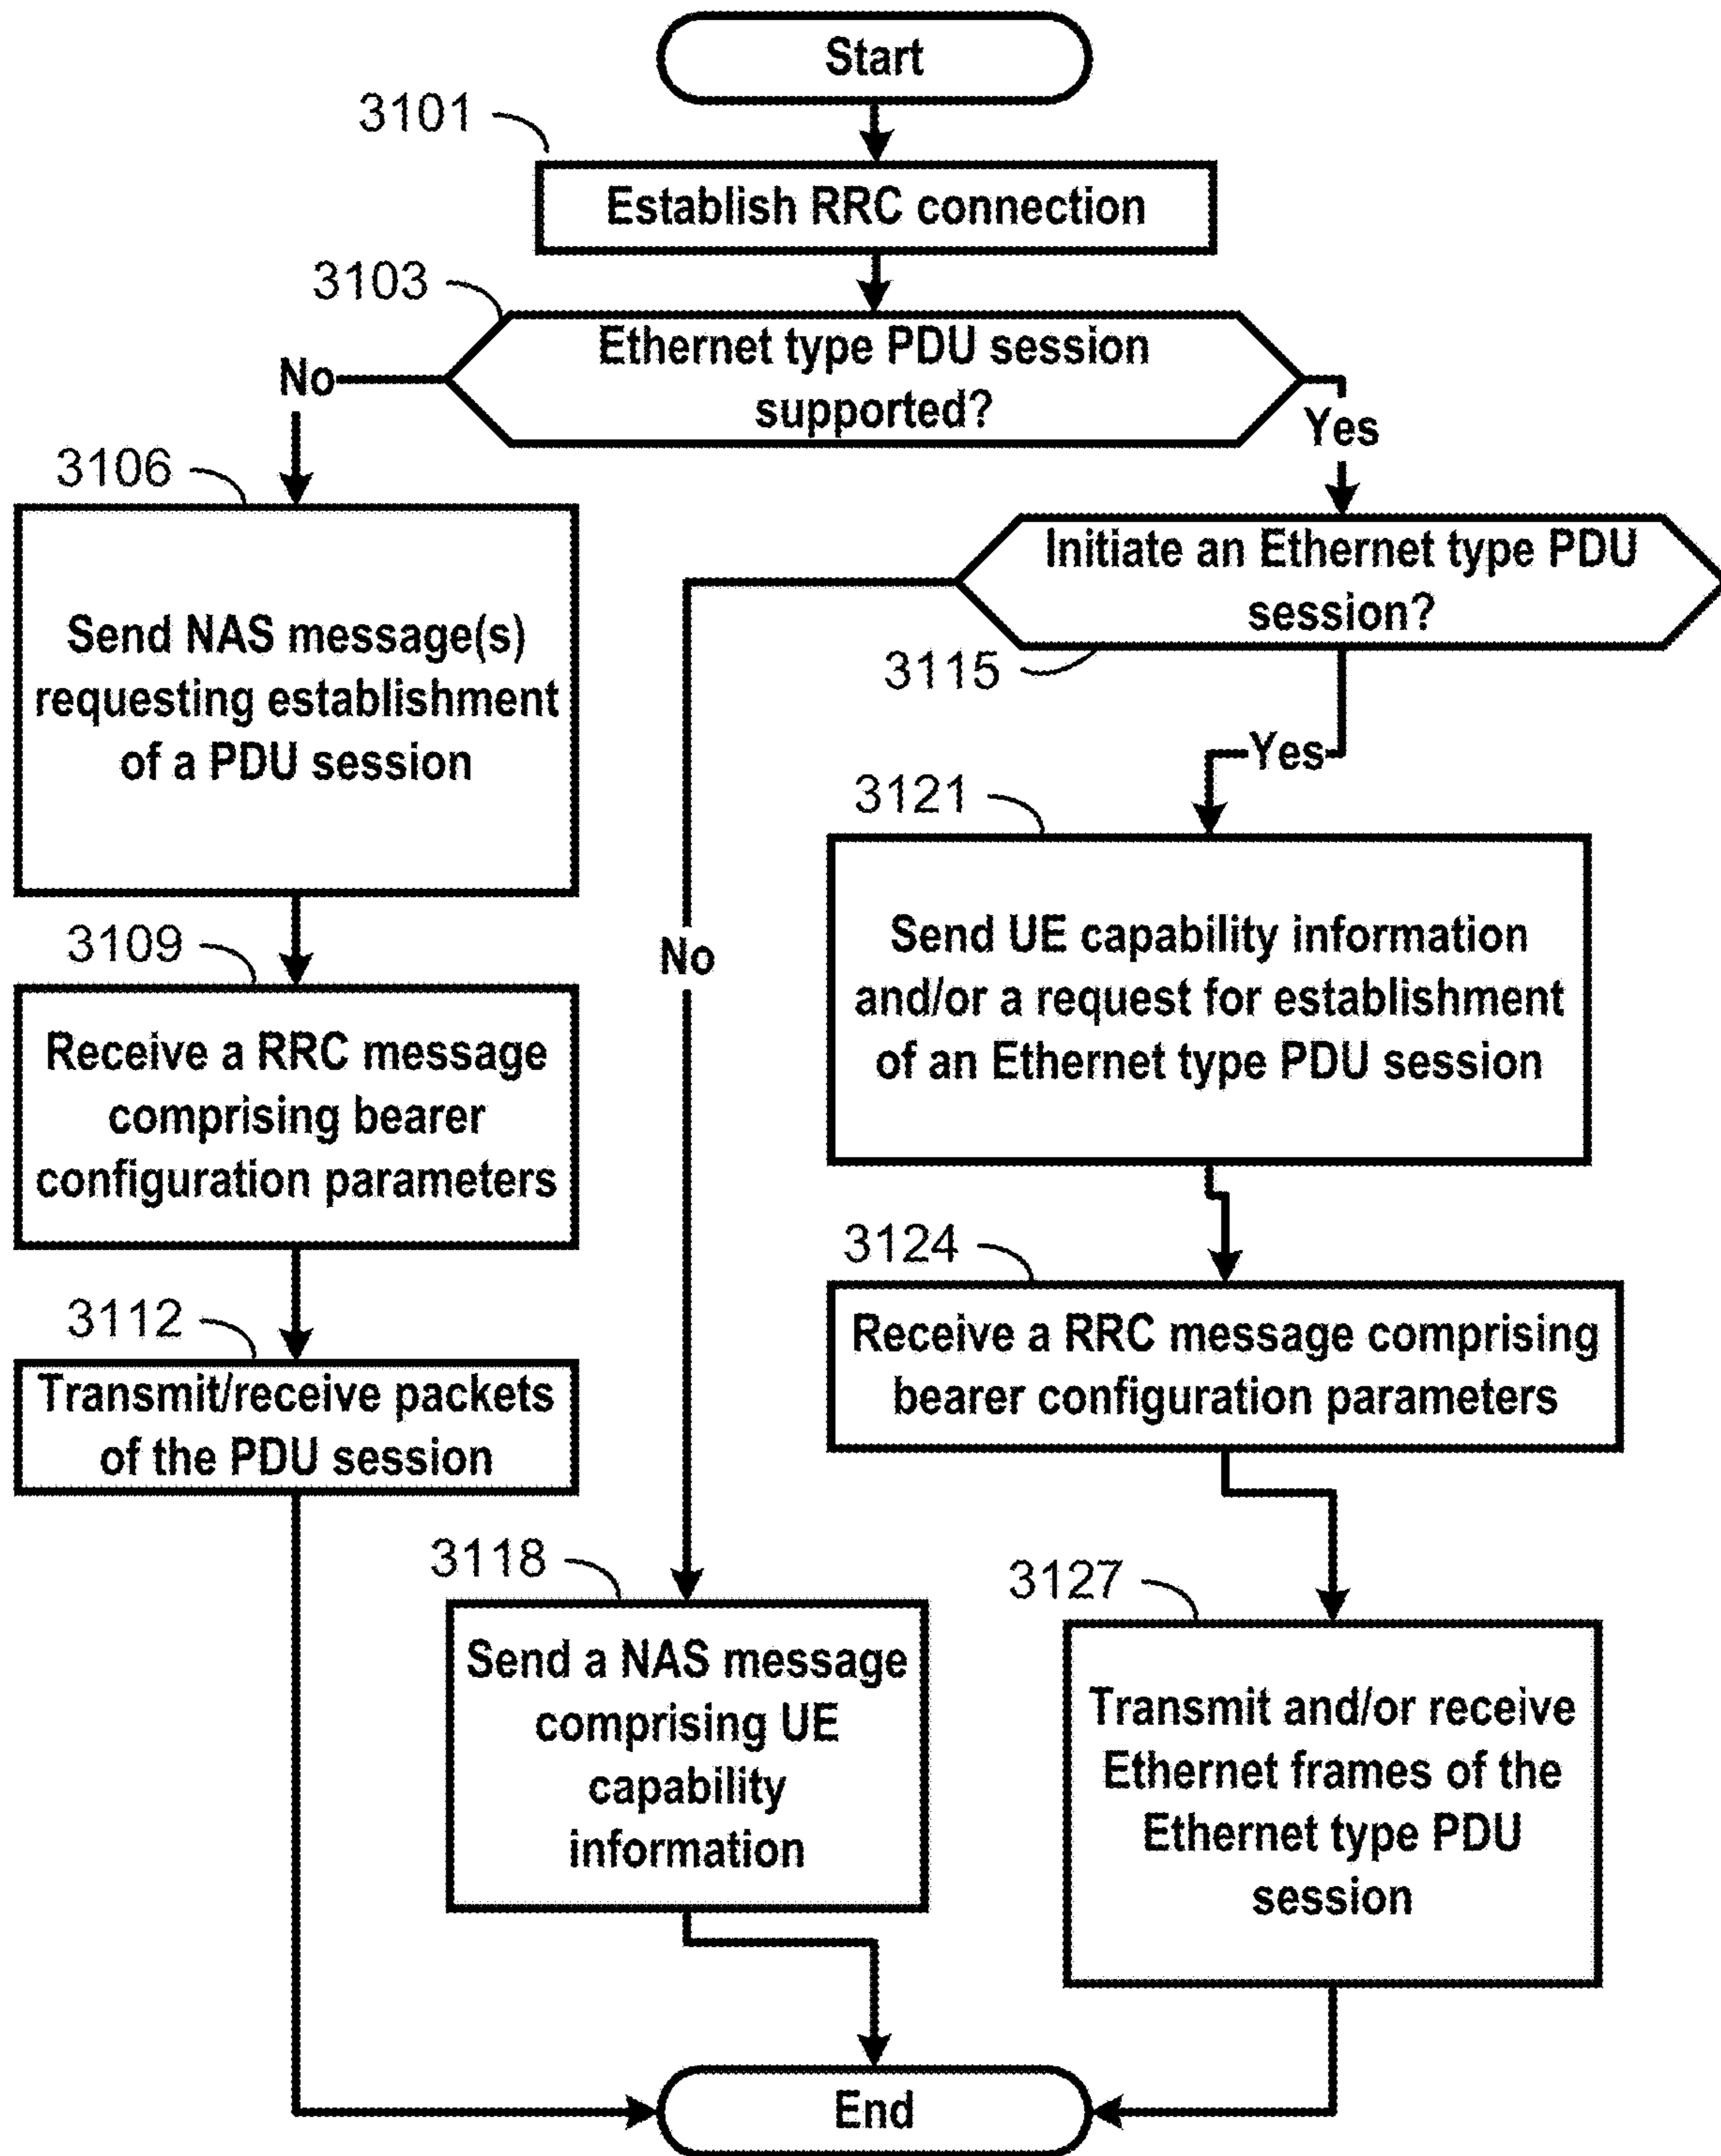 Start
3101
Establish RRC connection
3103
Ethernet type PDU session
supported?
No
Yes
3106
Send NAS message(s)
requesting establishment
of a PDU session
3109
Receive a RRC message
comprising bearer
configuration parameters
3112
Transmit/receive packets
of the PDU session
Initiate an Ethernet type PDU
session?
3115
Yes
No
3121
Send UE capability information
and/or a request for establishment
of an Ethernet type PDU session
3124
Receive a RRC message comprising
bearer configuration parameters
3118
Send a NAS message
comprising UE
capability
information
3127
Transmit and/or receive
Ethernet frames of the
Ethernet type PDU
session
End